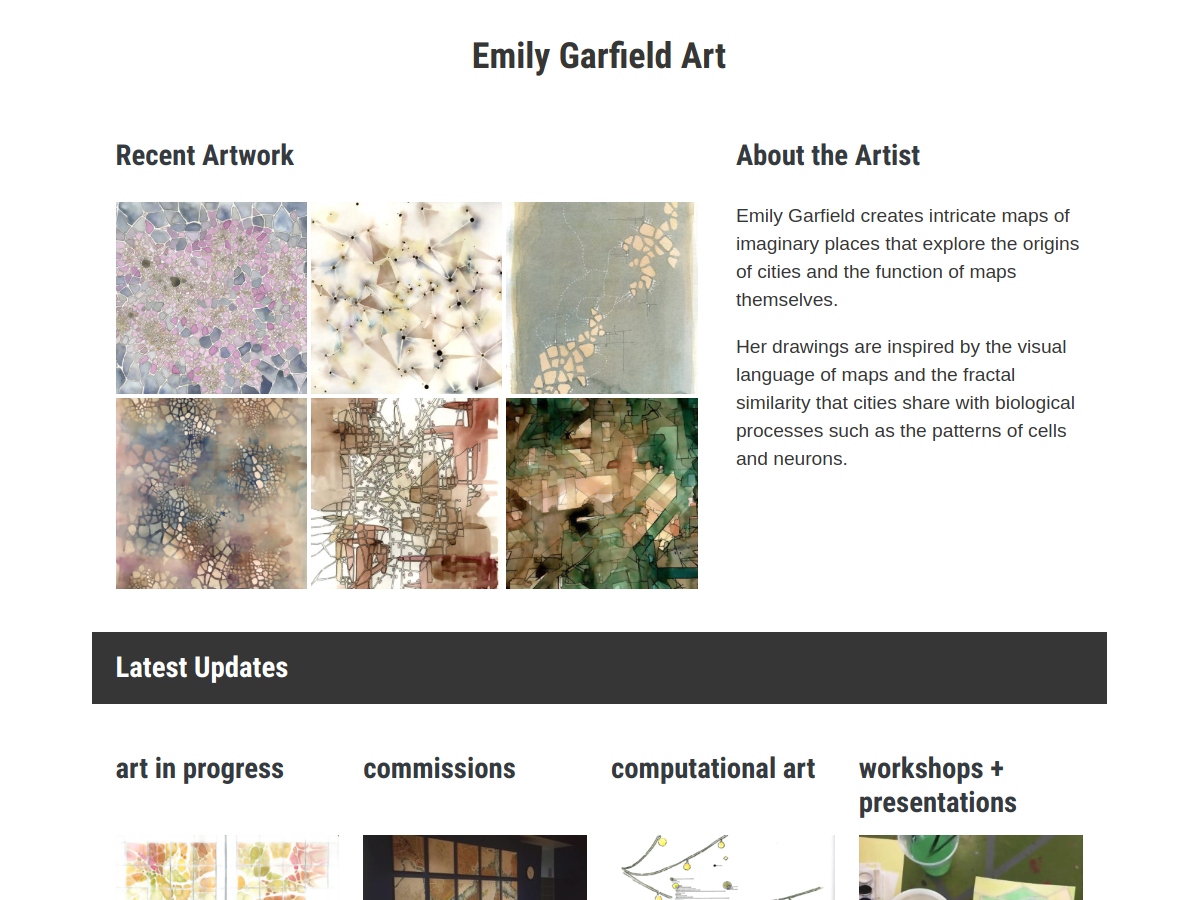 Emily Garfield Art
Recent Artwork
About the Artist
Emily Garfield creates intricate maps of
imaginary places that explore the origins
of cities and the function of maps
themselves.
Her drawings are inspired by the visual
language of maps and the fractal
similarity that cities share with biological
processes such as the patterns of cells
and neurons.
Latest Updates
art in progress
commissions
computational art
workshops +
presentations